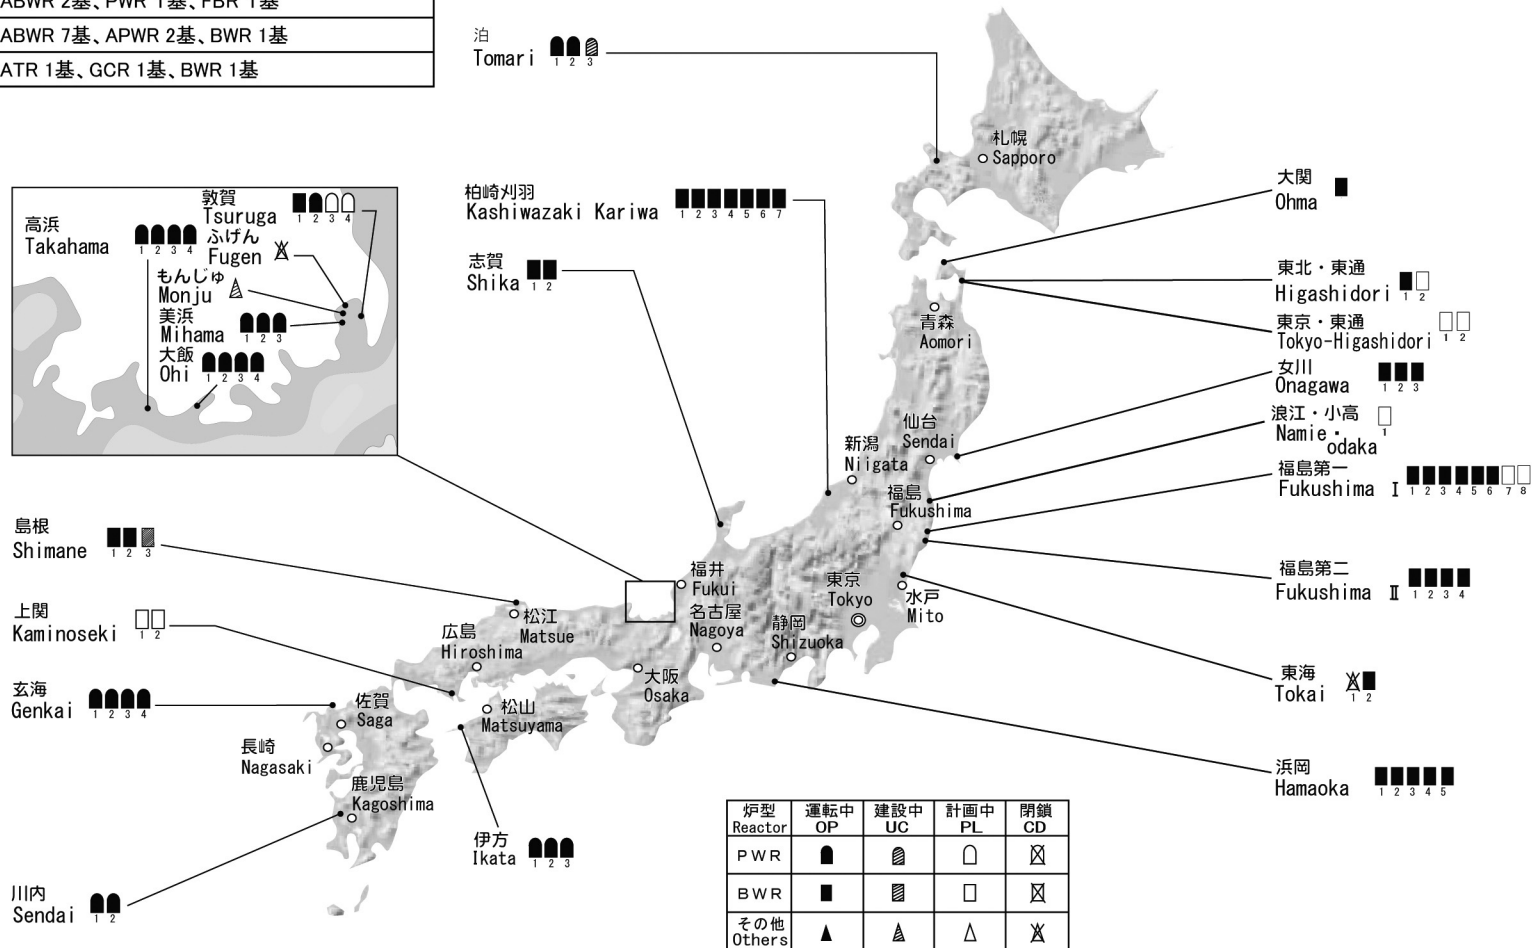 ABWR 2基、PWR 1基、FBR 1基
ABWR 7基、APWR 2基、BWR 1基
ATR 1基、GCR 1基、BWR 1基
泊
Tomari
1 2 3
札幌
Sapporo
柏崎刈羽
Kashiwazaki Kariwa
1 2 3 4 5 6 7
志賀
Shika
1 2
高浜
Takahama
1 2 3 4
敦賀
Tsuruga
1 2 3 4
ふげん
Fugen
もんじゅ
Monju
美浜
Mihama
1 2 3
大飯
Ohi
1 2 3 4
大関
Ohma
東北・東通
Higashidori
1 2
東京・東通
Tokyo-Higashidori
1 2
女川
Onagawa
1 2 3
浪江・小高
Namie・
odaka
1
福島第一
Fukushima Ⅰ
1 2 3 4 5 6 7 8
福島第二
Fukushima Ⅱ
1 2 3 4
東海
Tokai
1 2
浜岡
Hamaoka
1 2 3 4 5
青森
Aomori
仙台
Sendai
新潟
Niigata
福島
Fukushima
福井
Fukui
東京
Tokyo
水戸
Mito
名古屋
Nagoya
静岡
Shizuoka
島根
Shimane
1 2 3
松江
Matsue
上関
Kaminoseki
1 2
広島
Hiroshima
大阪
Osaka
玄海
Genkai
1 2 3 4
佐賀
Saga
松山
Matsuyama
長崎
Nagasaki
鹿児島
Kagoshima
伊方
Ikata
1 2 3
川内
Sendai
1 2
炉型 運転中 建設中 計画中 閉鎖
Reactor OP UC PL CD
PWR
BWR
その他
Others